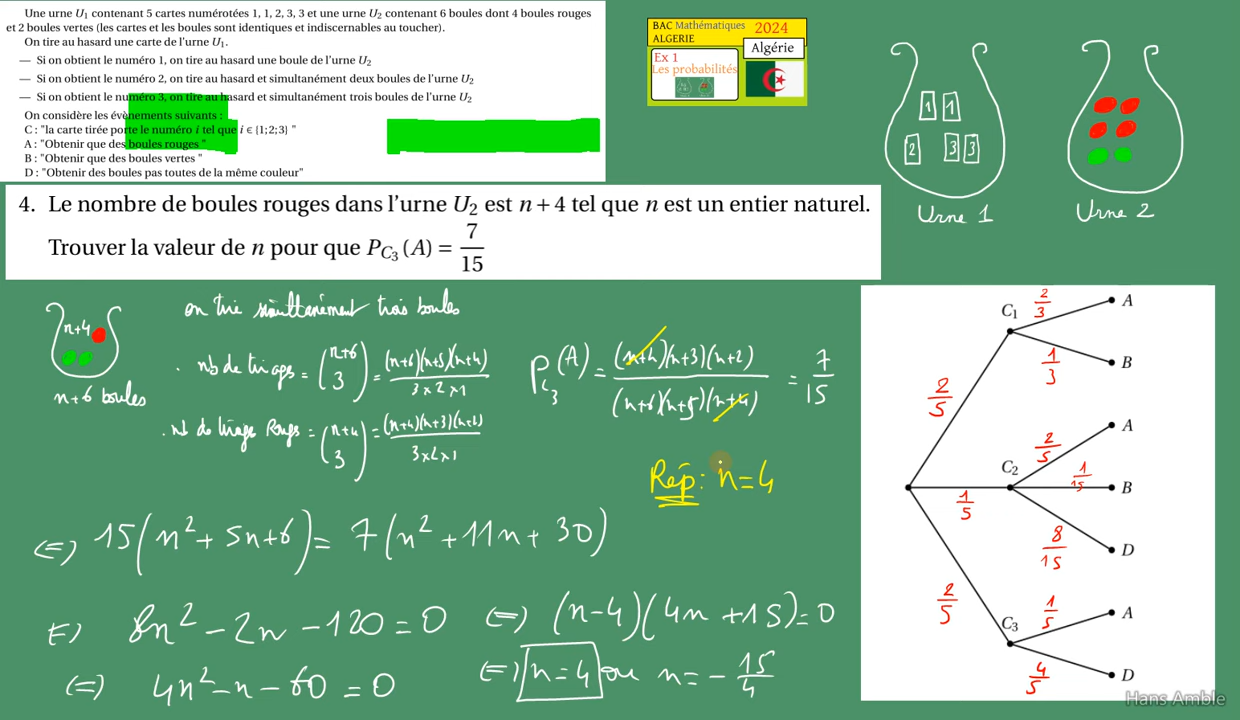 Une urne U₁ contenant 5 cartes numérotées 1, 1, 2, 3, 3 et une urne U₂ contenant 6 boules dont 4 boules rouges
et 2 boules vertes (les cartes et les boules sont identiques et indiscernables au toucher).
On tire au hasard une carte de l'urne U₁.
— Si on obtient le numéro 1, on tire au hasard une boule de l'urne U₂
— Si on obtient le numéro 2, on tire au hasard et simultanément deux boules de l'urne U₂
— Si on obtient le numéro 3, on tire au hasard et simultanément trois boules de l'urne U₂
On considère les évènements suivants :
C : "la carte tirée porte le numéro i tel que i ∈ {1;2;3} "
A : "Obtenir que des boules rouges "
B : "Obtenir que des boules vertes "
D : "Obtenir des boules pas toutes de la même couleur"
BAC Mathématiques 2024
ALGERIE
Algérie
Ex 1
Les probabilités
1 1
2 3 3
Urne 1
Urne 2
4. Le nombre de boules rouges dans l'urne U₂ est n + 4 tel que n est un entier naturel.
Trouver la valeur de n pour que P_{C₃}(A) = 7/15
n+4
n+6 boules
on tire simultanément trois boules
. nb de tirages = (n+6 3) = (n+6)(n+5)(n+4) / 3×2×1
. nb de tirage Rouge = (n+4 3) = (n+4)(n+3)(n+2) / 3×2×1
P_{C₃}(A) = (n+4)(n+3)(n+2) / (n+6)(n+5)(n+4) = 7/15
Rép: n=4
⇔ 15(n² + 5n+6) = 7(n² + 11n + 30)
⇔ 8n² - 2n - 120 = 0 ⇔ (n-4)(4n+15) = 0
⇔ 4n² - n - 60 = 0 ⇔ n=4 ou n = - 15/4
2/5 C₁ 2/3 A
1/3 B
1/5 C₂ 2/5 A
1/15 B
8/15 D
2/5 C₃ 1/5 A
4/5 D
Hans Amble